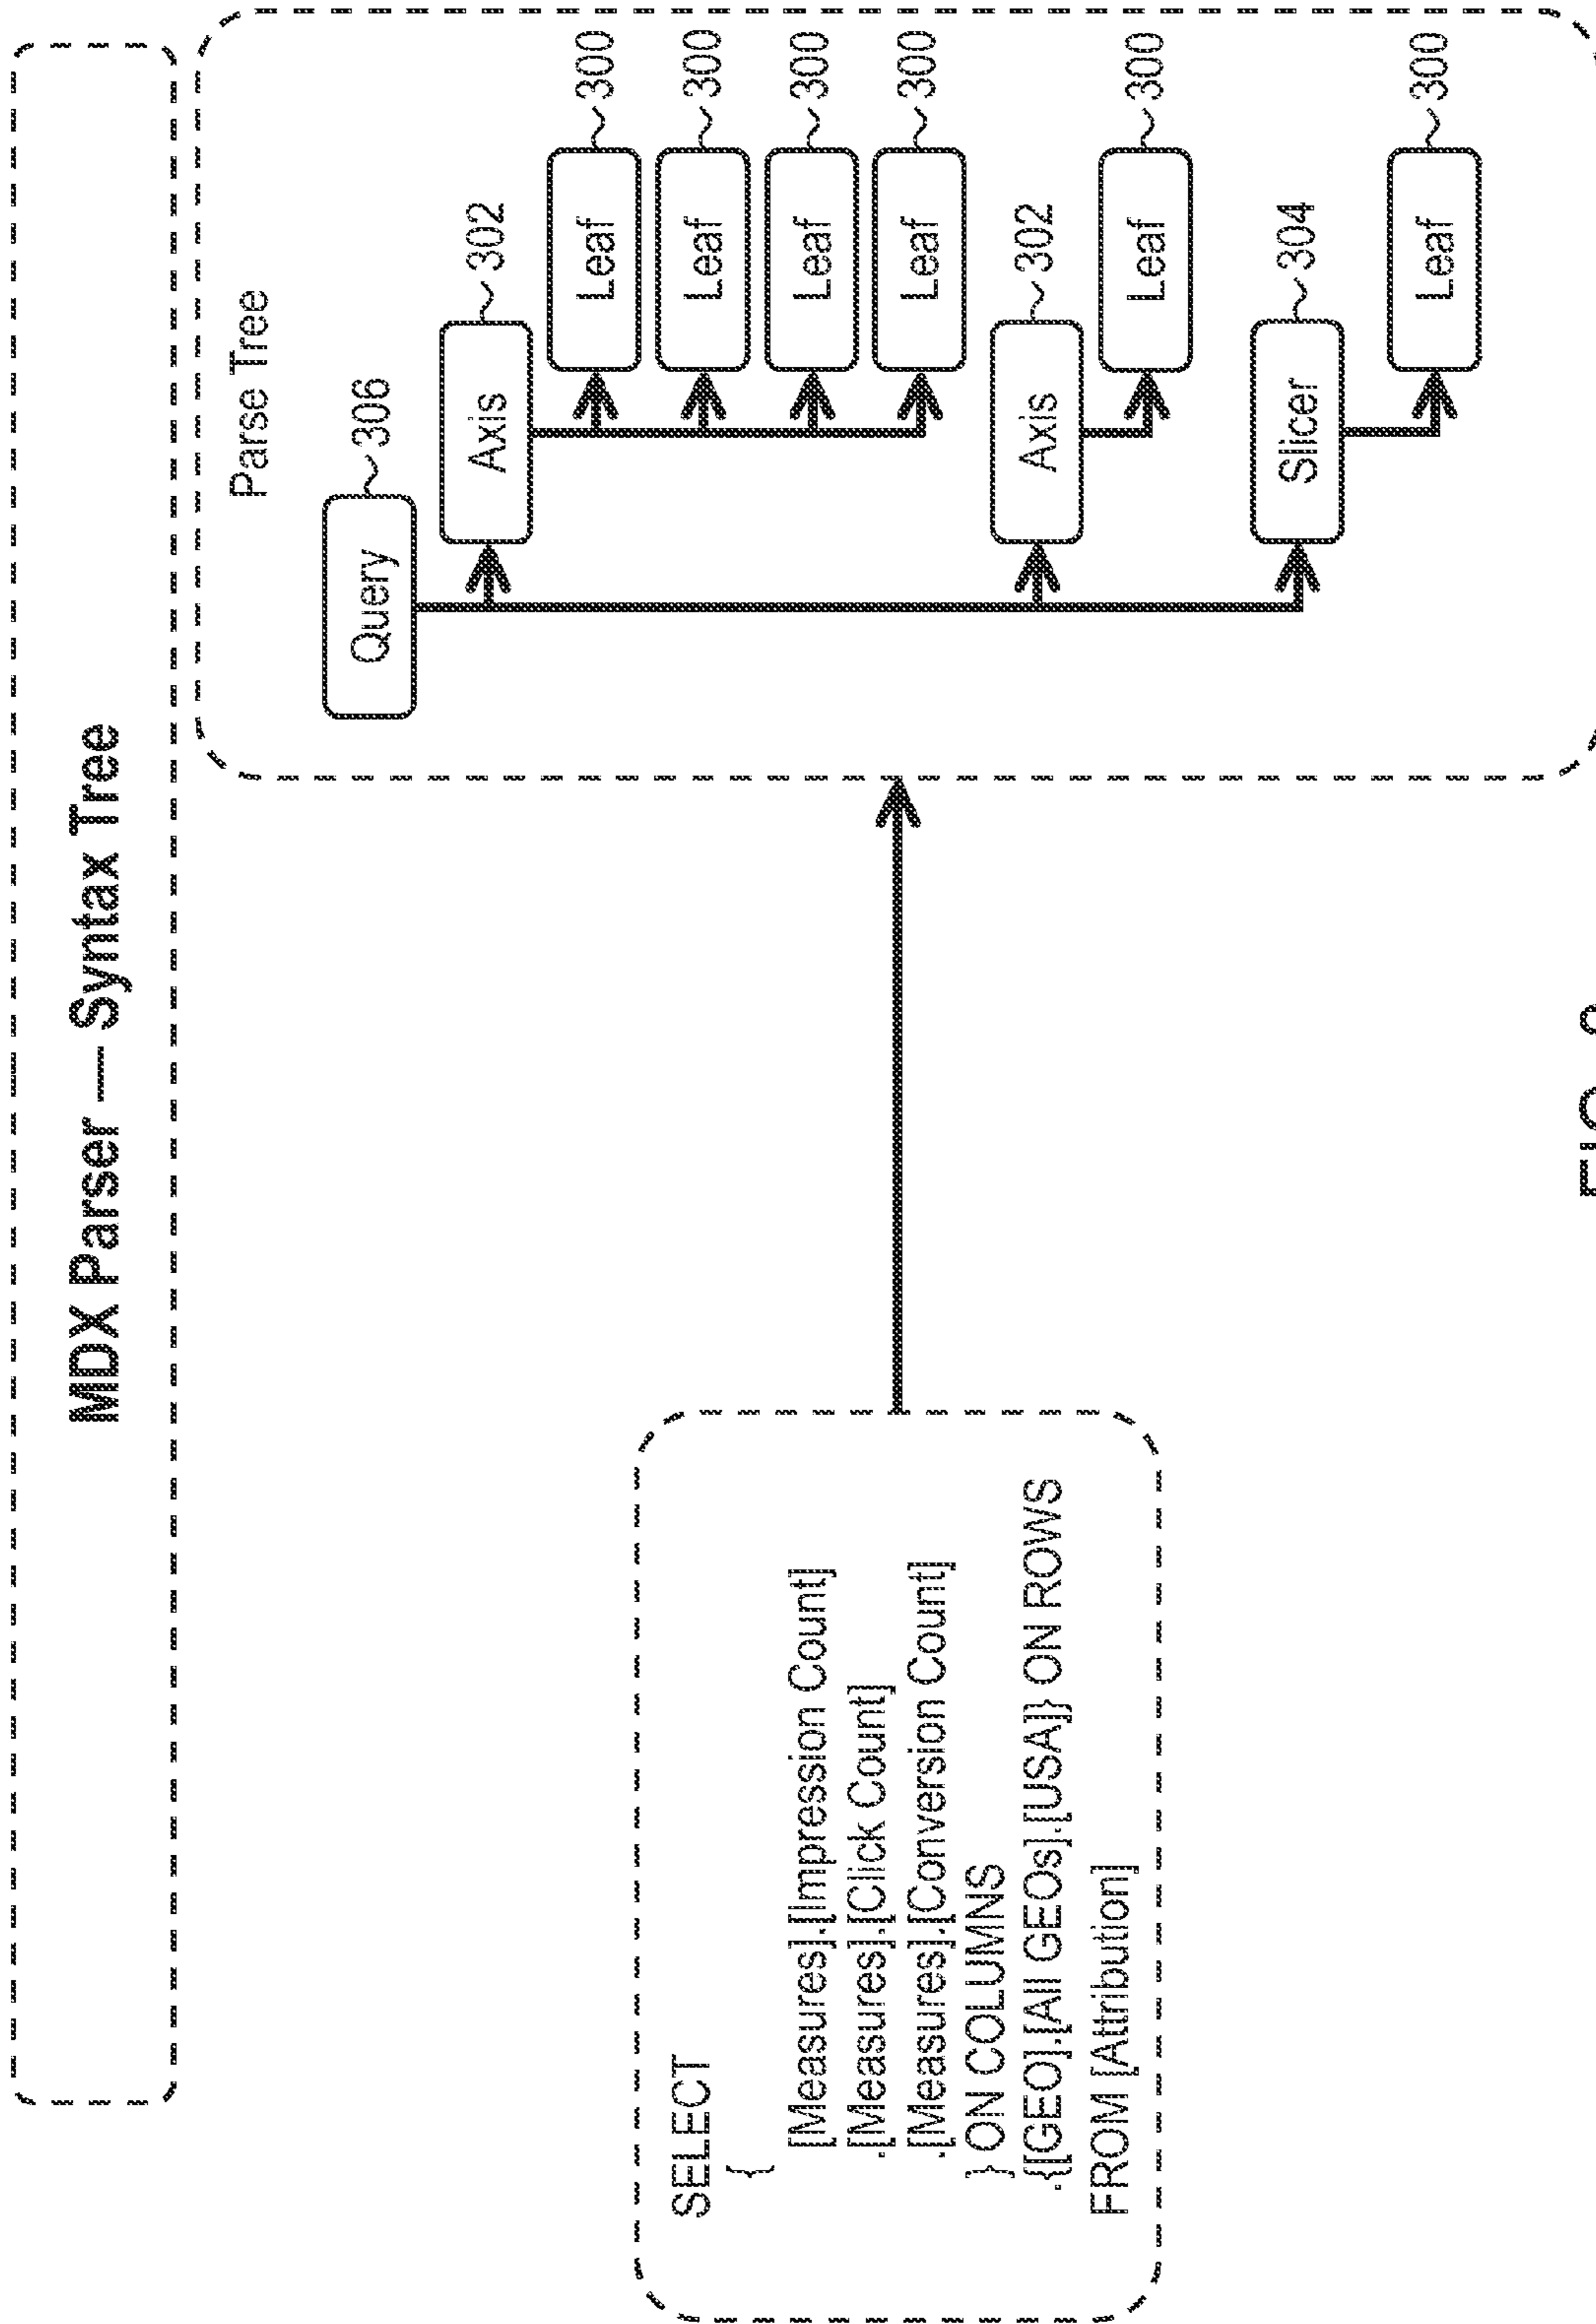 MDX Parser — Syntax Tree
SELECT
{
[Measures].[Impression Count]
,[Measures].[Click Count]
,[Measures].[Conversion Count]
} ON COLUMNS
,{[GEO].[All GEOs].[USA]} ON ROWS
FROM [Attribution]
Parse Tree
Query 306
Axis 302
Leaf 300
Leaf 300
Leaf 300
Leaf 300
Axis 302
Leaf 300
Slicer 304
Leaf 300